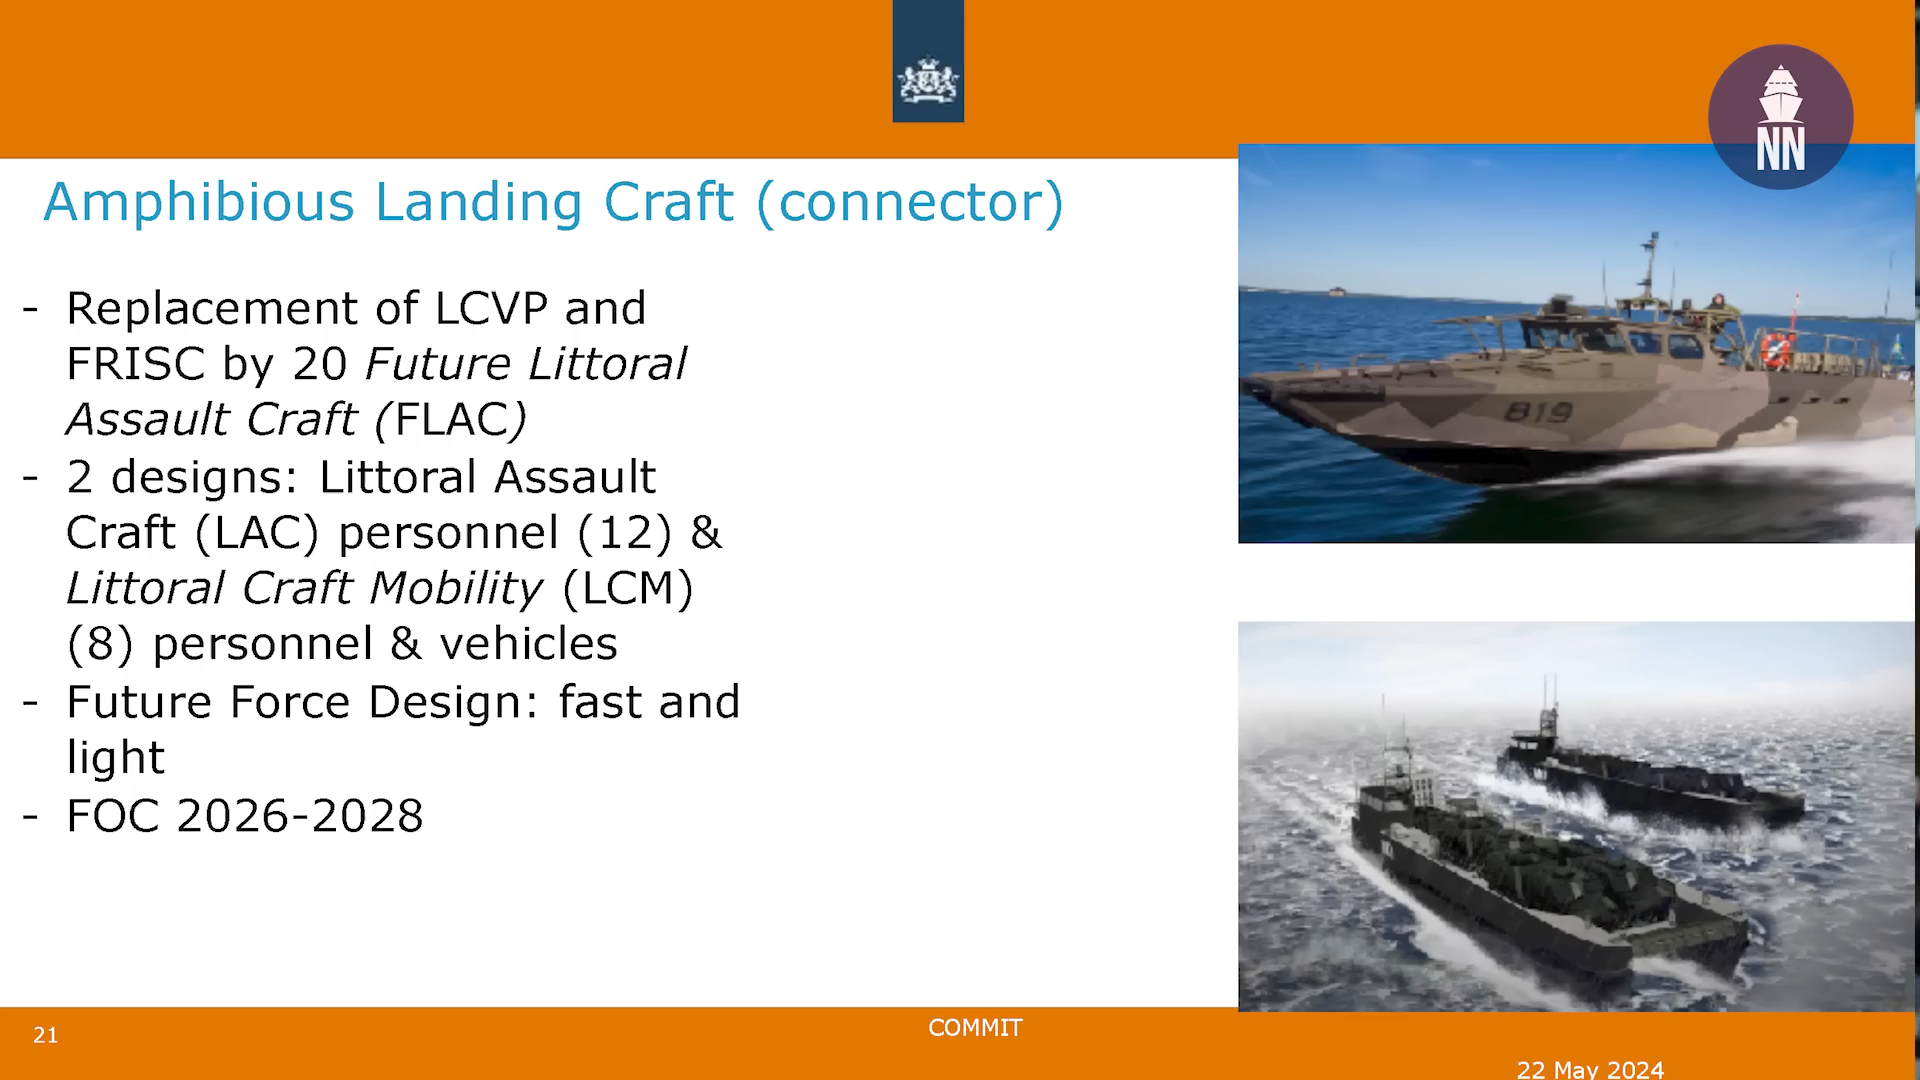 NN
Amphibious Landing Craft (connector)
- Replacement of LCVP and
FRISC by 20 Future Littoral
Assault Craft (FLAC)
- 2 designs: Littoral Assault
Craft (LAC) personnel (12) &
Littoral Craft Mobility (LCM)
(8) personnel & vehicles
- Future Force Design: fast and
light
- FOC 2026-2028
819
21
COMMIT
22 May 2024